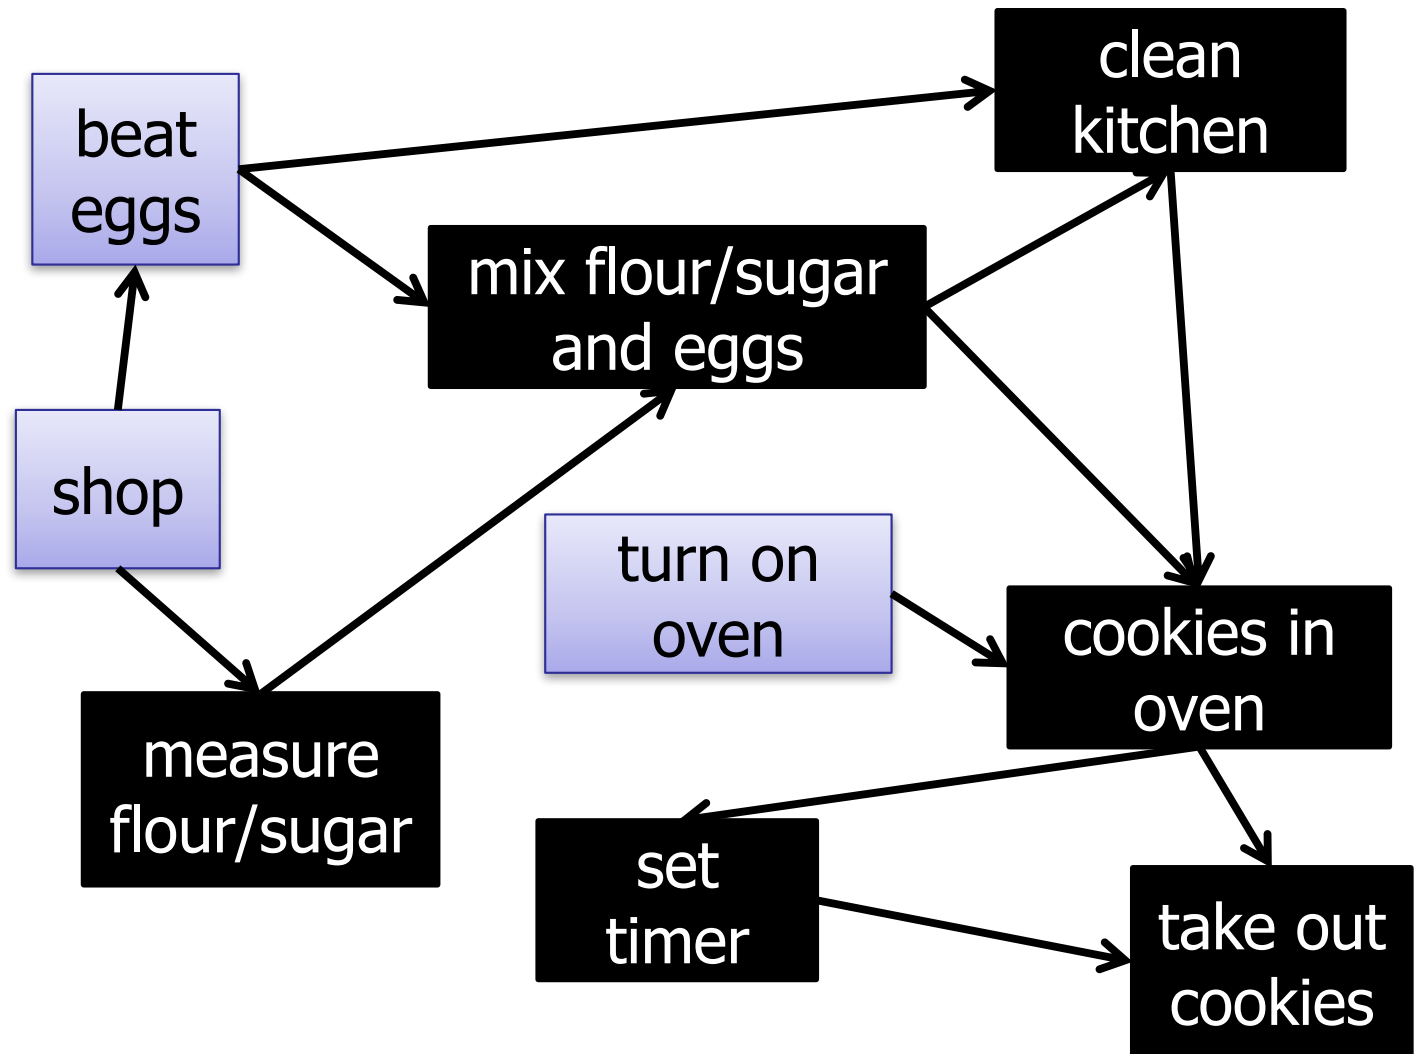 clean
kitchen
beat
eggs
mix flour/sugar
and eggs
shop
turn on
oven
cookies in
oven
measure
flour/sugar
set
timer
take out
cookies